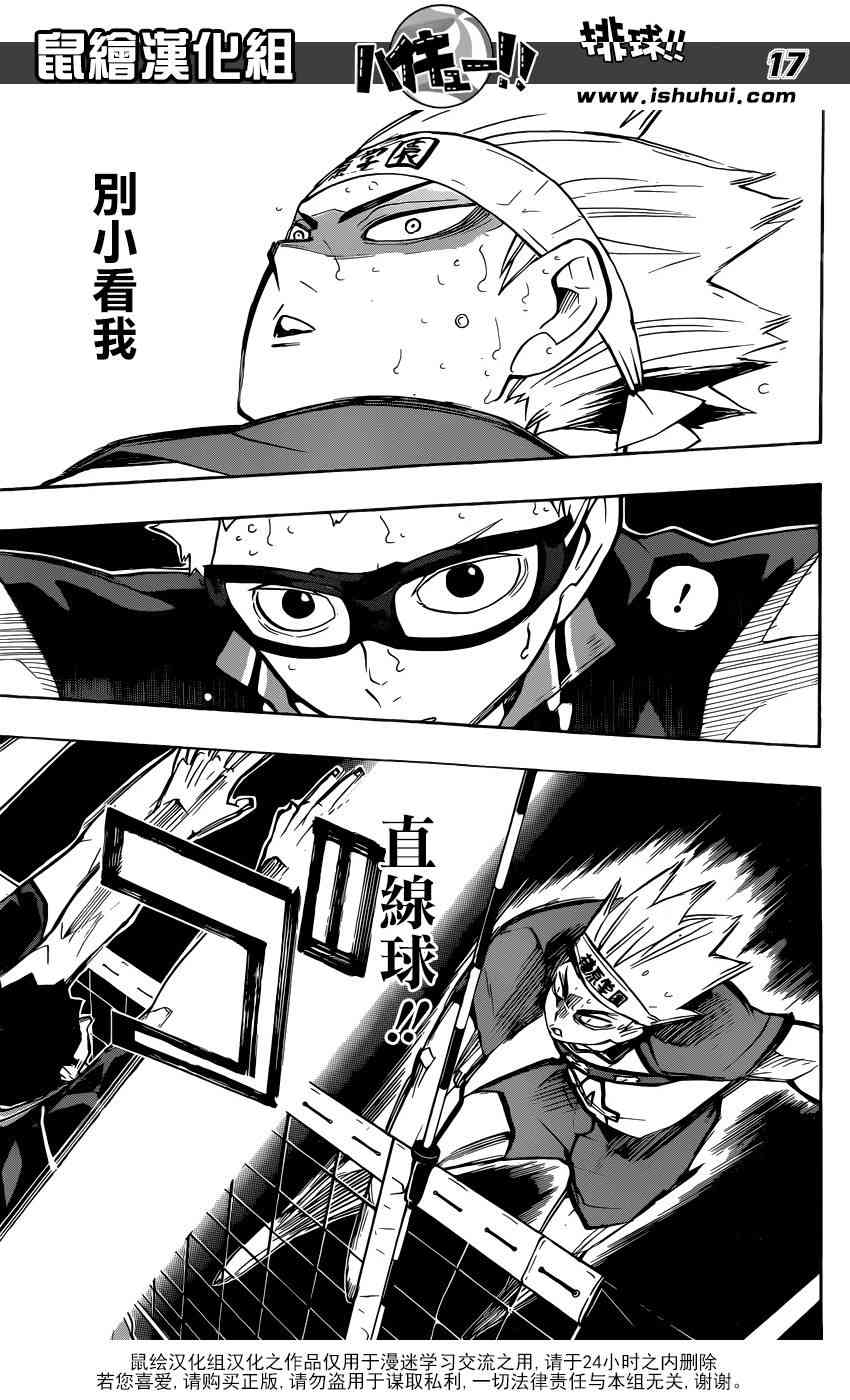 鼠繪漢化組
ハイキュー!!
排球!!
17
www.ishuhui.com
学園
別小看我
!
直線球!!
学園
鼠绘汉化组汉化之作品仅用于漫迷学习交流之用,请于24小时之内删除
若您喜爱,请购买正版,请勿盗用于谋取私利,一切法律责任与本组无关,谢谢。